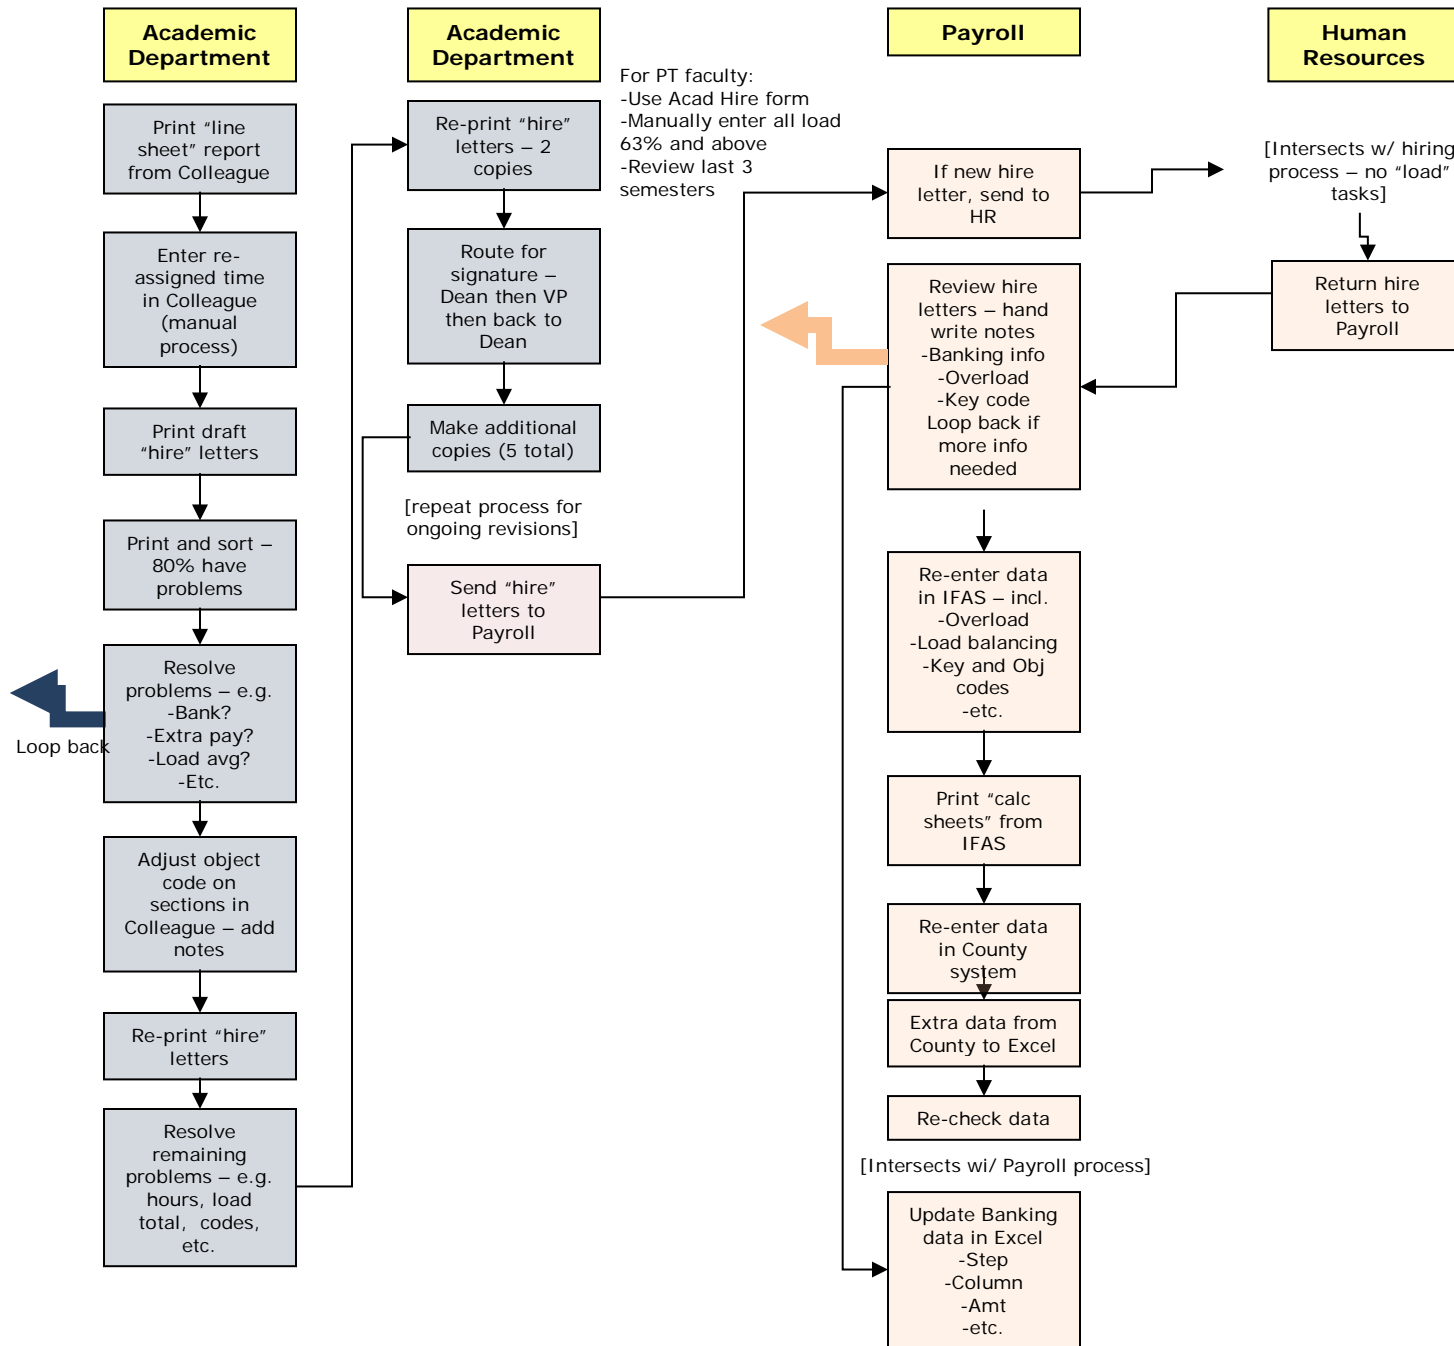 Academic
Department
Print “line
sheet” report
from Colleague
Enter re-
assigned time
in Colleague
(manual
process)
Print draft
“hire” letters
Print and sort –
80% have
problems
Resolve
problems – e.g.
-Bank?
-Extra pay?
-Load avg?
-Etc.
Loop back
Adjust object
code on
sections in
Colleague – add
notes
Re-print “hire”
letters
Resolve
remaining
problems – e.g.
hours, load
total, codes,
etc.
Academic
Department
Re-print “hire”
letters – 2
copies
For PT faculty:
-Use Acad Hire form
-Manually enter all load
63% and above
-Review last 3
semesters
Route for
signature –
Dean then VP
then back to
Dean
Make additional
copies (5 total)
[repeat process for
ongoing revisions]
Send “hire”
letters to
Payroll
Payroll
If new hire
letter, send to
HR
Review hire
letters – hand
write notes
-Banking info
-Overload
-Key code
Loop back if
more info
needed
Re-enter data
in IFAS – incl.
-Overload
-Load balancing
-Key and Obj
codes
-etc.
Print “calc
sheets” from
IFAS
Re-enter data
in County
system
Extra data from
County to Excel
Re-check data
[Intersects wi/ Payroll process]
Update Banking
data in Excel
-Step
-Column
-Amt
-etc.
Human
Resources
[Intersects w/ hiring
process – no “load”
tasks]
Return hire
letters to
Payroll